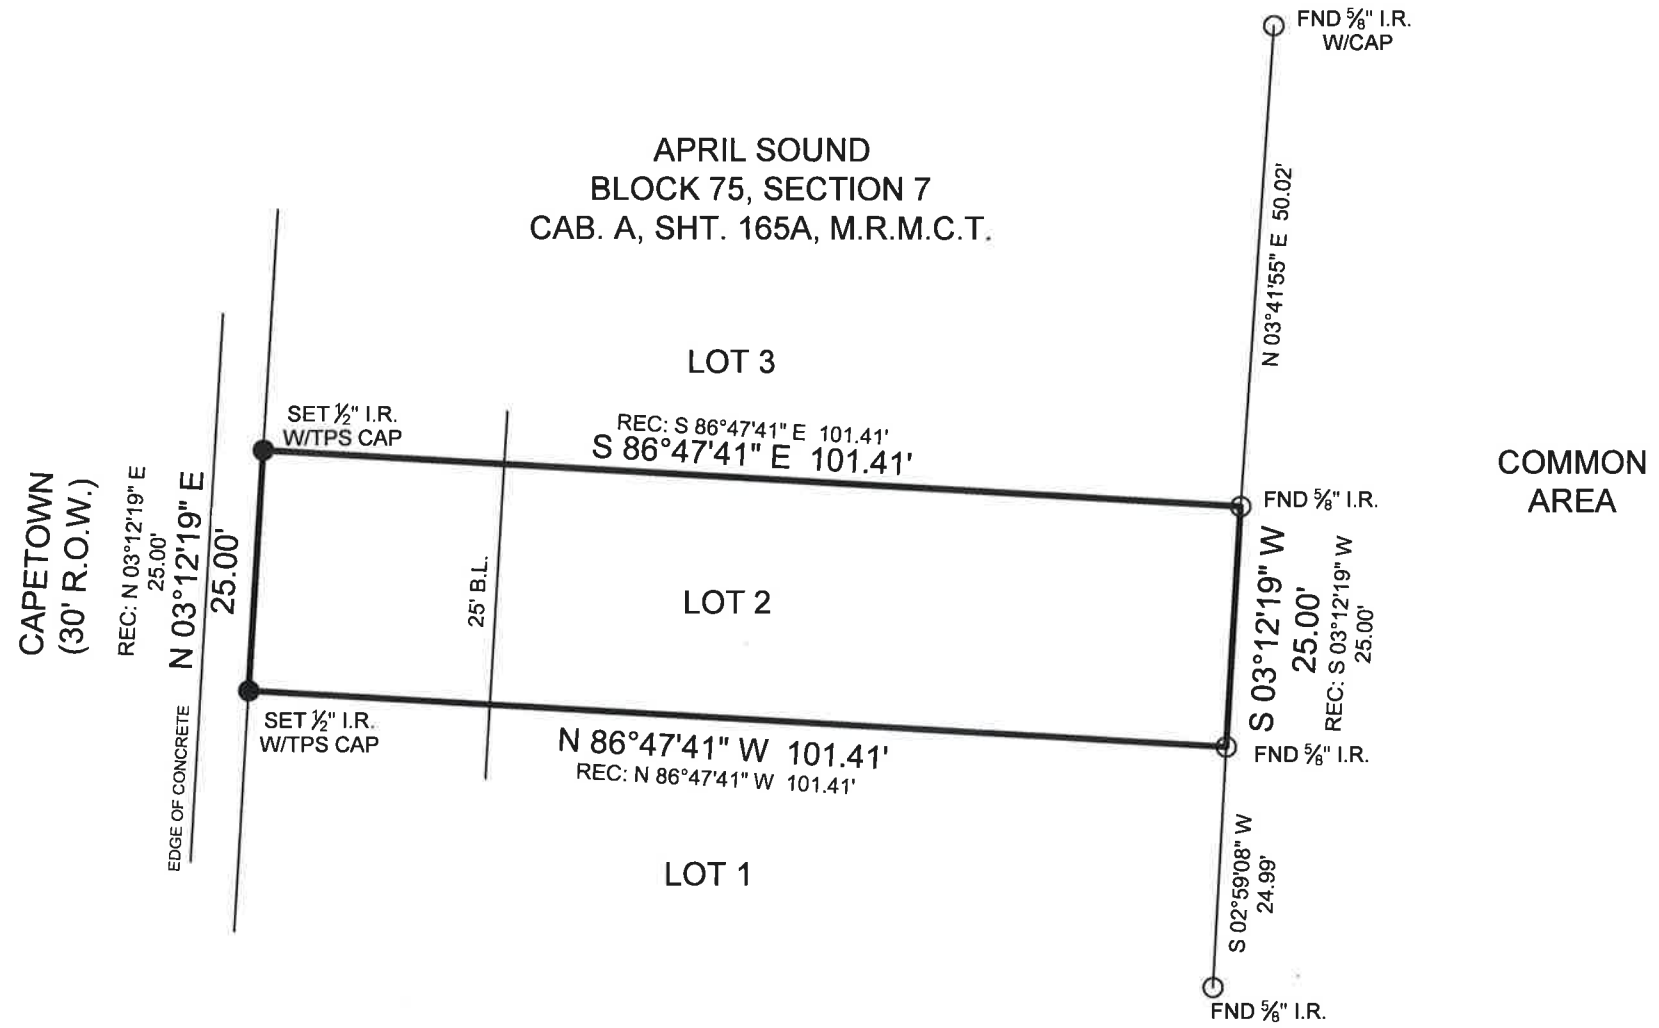 FND ⅝" I.R.
W/CAP
APRIL SOUND
BLOCK 75, SECTION 7
CAB. A, SHT. 165A, M.R.M.C.T.
N 03°41'55" E 50.02'
LOT 3
SET ½" I.R.
W/TPS CAP
REC: S 86°47'41" E 101.41'
S 86°47'41" E 101.41'
COMMON
AREA
FND ⅝" I.R.
CAPETOWN
(30' R.O.W.)
REC: N 03°12'19" E
25.00'
N 03°12'19" E
25.00'
25' B.L.
LOT 2
S 03°12'19" W
25.00'
REC: S 03°12'19" W
25.00'
SET ½" I.R.
W/TPS CAP
EDGE OF CONCRETE
N 86°47'41" W 101.41'
REC: N 86°47'41" W 101.41'
FND ⅝" I.R.
LOT 1
S 02°59'08" W
24.99'
FND ⅝" I.R.